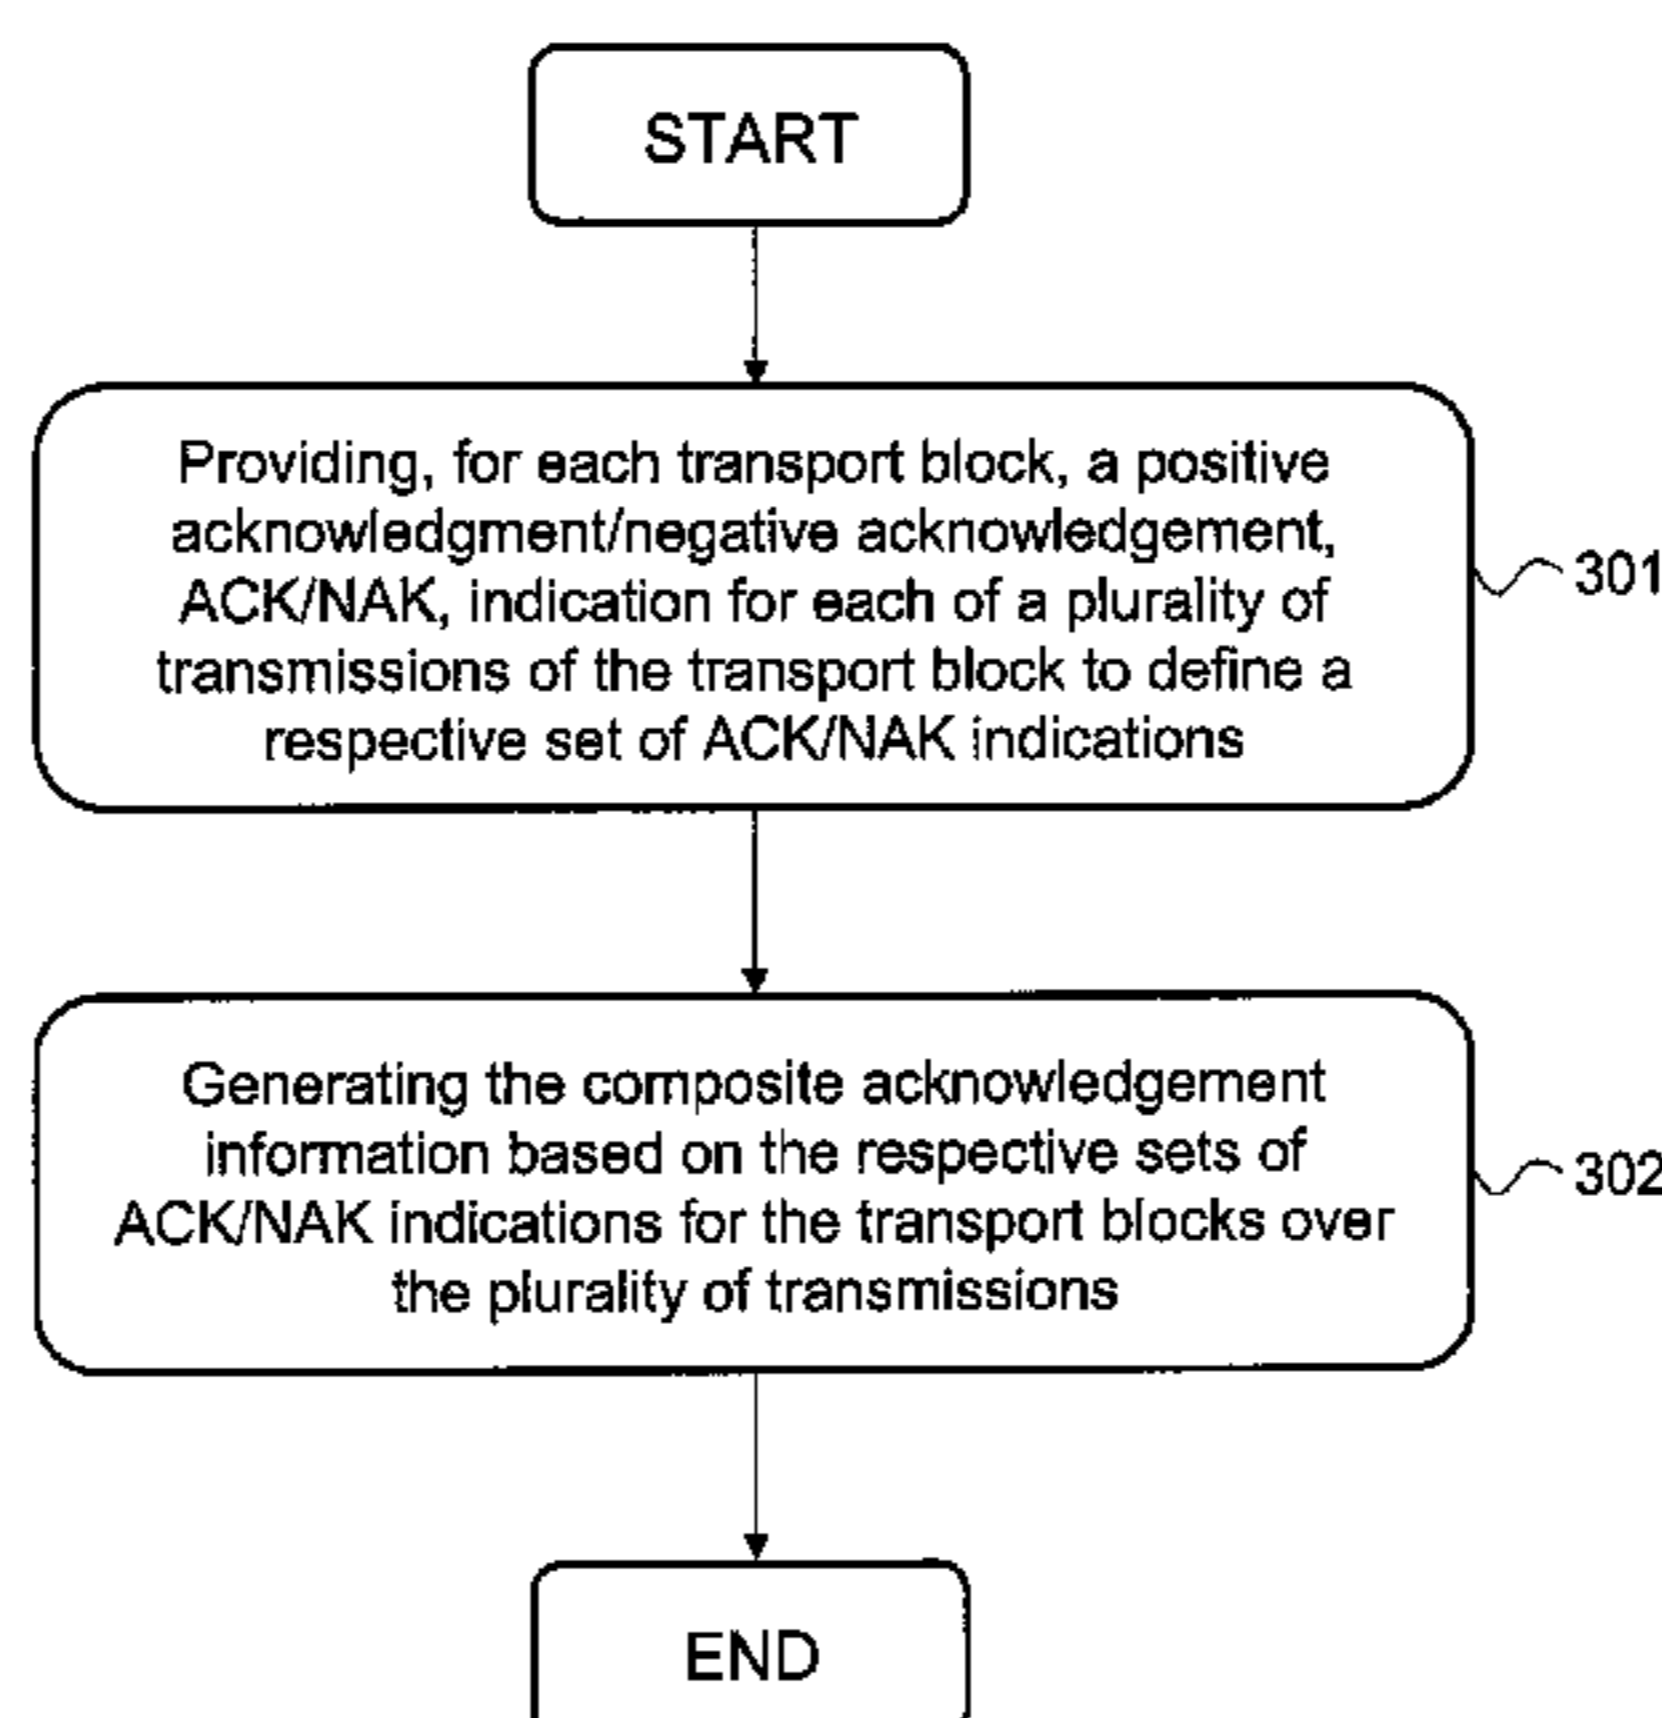 START
Providing, for each transport block, a positive
acknowledgment/negative acknowledgement,
ACK/NAK, indication for each of a plurality of
transmissions of the transport block to define a
respective set of ACK/NAK indications
301
Generating the composite acknowledgement
information based on the respective sets of
ACK/NAK indications for the transport blocks over
the plurality of transmissions
302
END